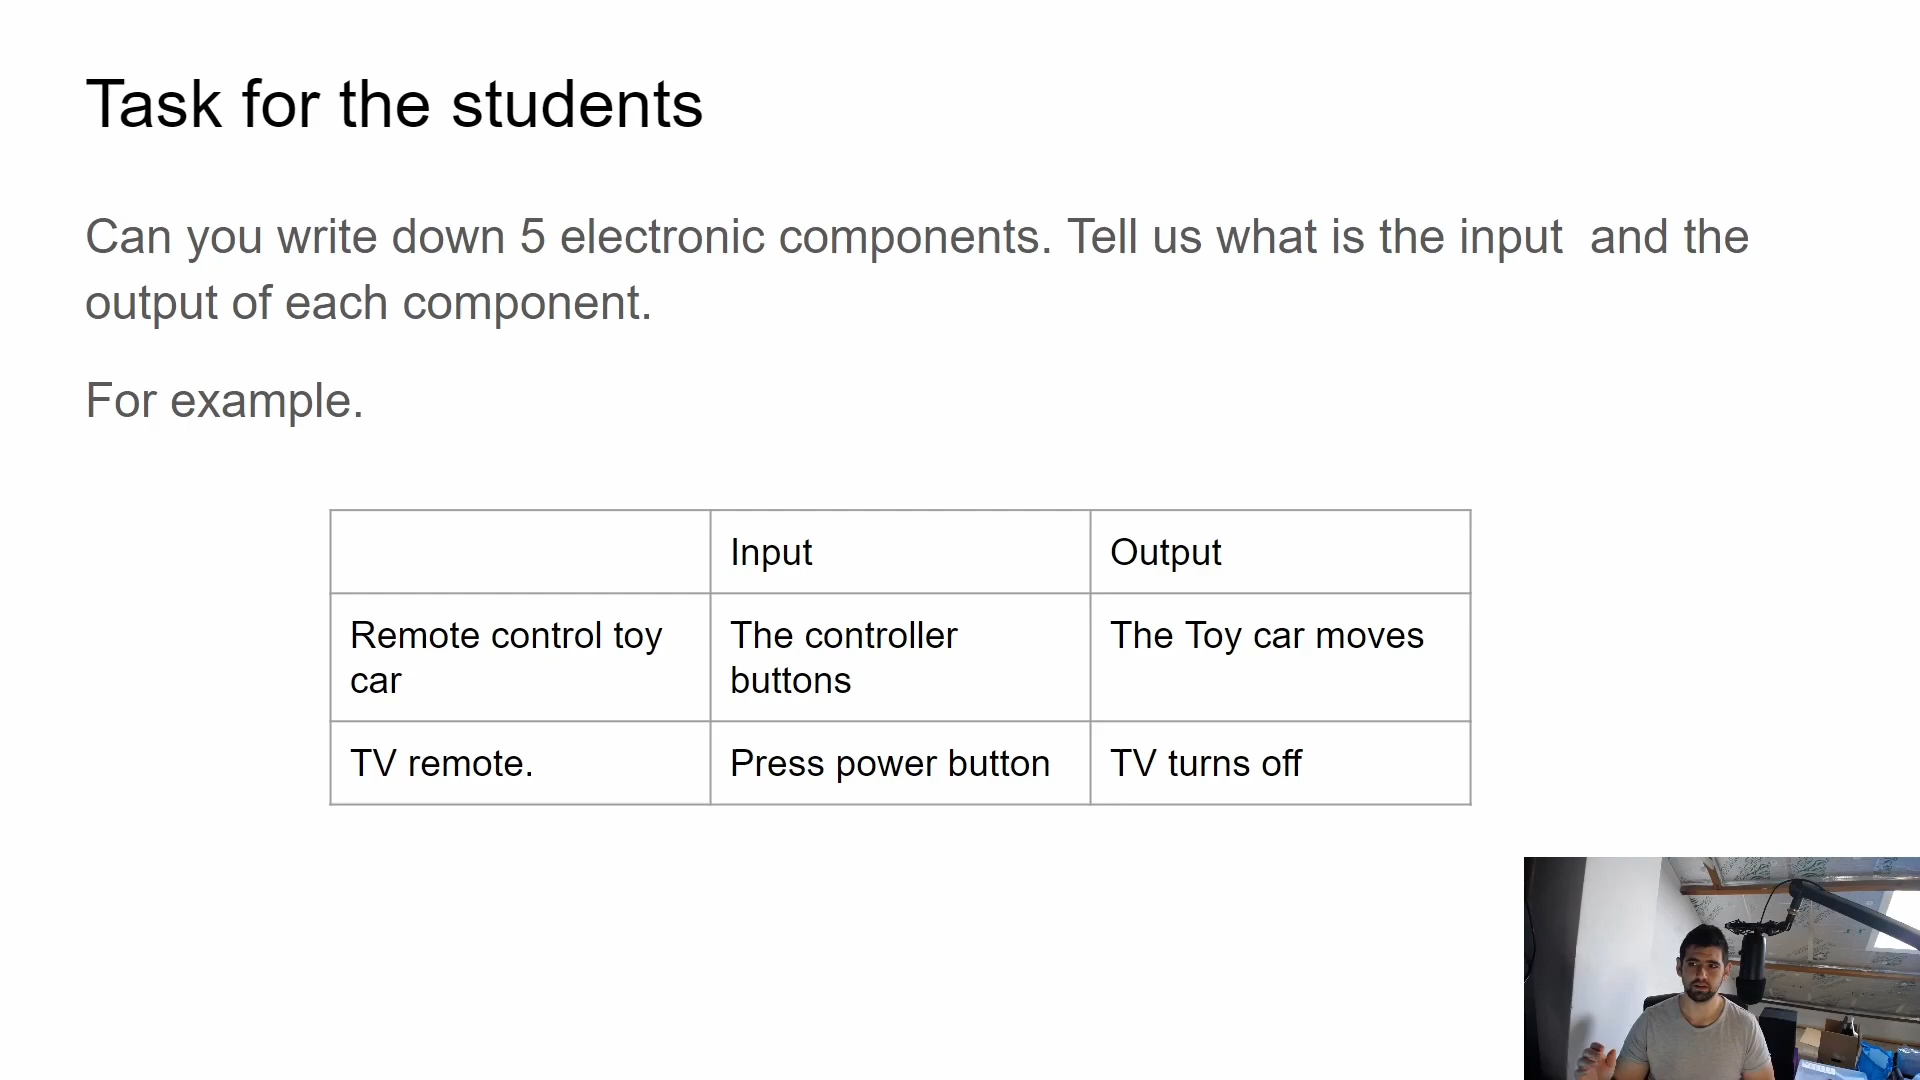 Task for the students
Can you write down 5 electronic components. Tell us what is the input  and the
output of each component.
For example.
Input
Output
Remote control toy
car
The controller
buttons
The Toy car moves
TV remote.
Press power button
TV turns off